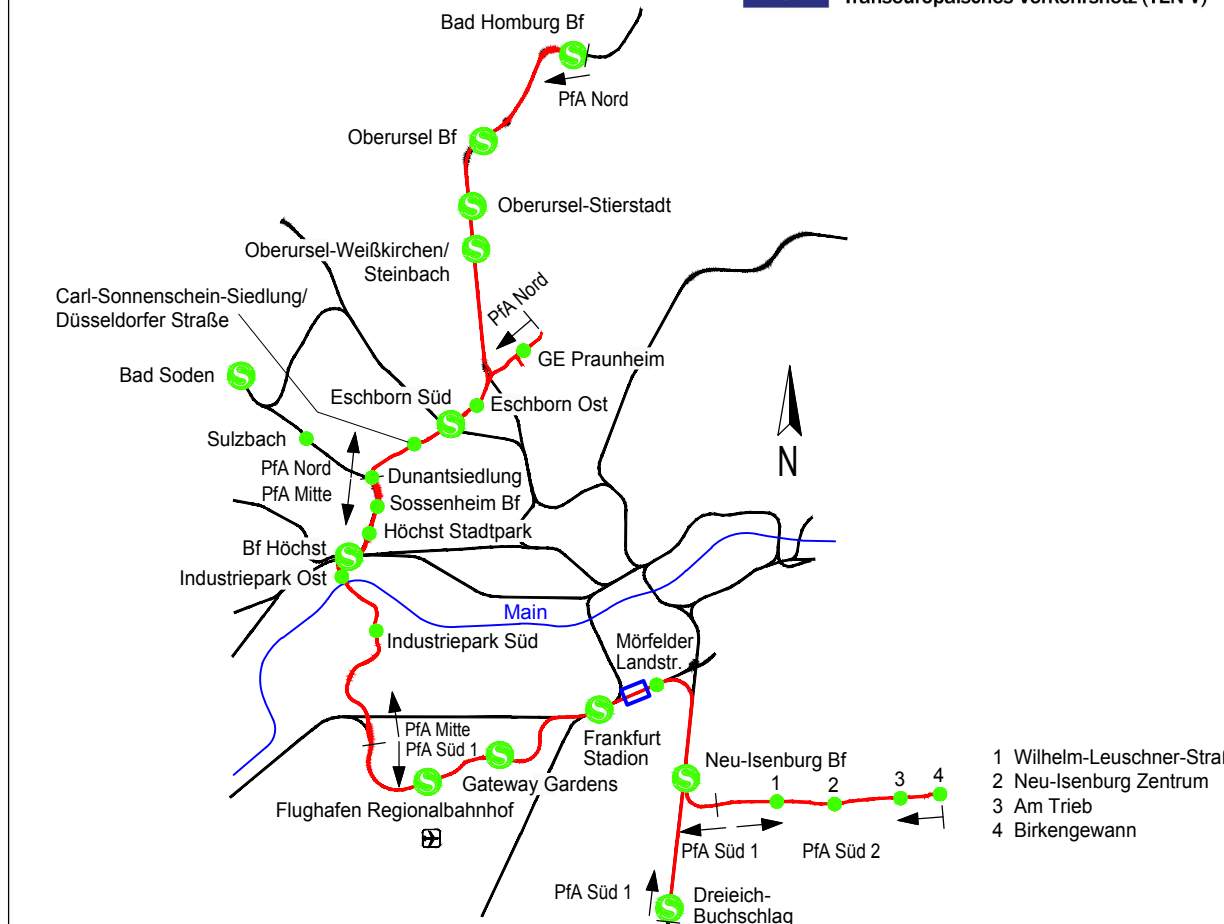 Transeuropäisches Verkehrsnetz (TEN-V)
Bad Homburg Bf
PfA Nord
Oberursel Bf
Oberursel-Stierstadt
Oberursel-Weißkirchen/
Steinbach
Carl-Sonnenschein-Siedlung/
Düsseldorfer Straße
PfA Nord
GE Praunheim
Bad Soden
Eschborn Süd
Eschborn Ost
Sulzbach
PfA Nord
PfA Mitte
Dunantsiedlung
Sossenheim Bf
Höchst Stadtpark
Bf Höchst
Industriepark Ost
N
Main
Industriepark Süd
Mörfelder
Landstr.
PfA Mitte
PfA Süd 1
Frankfurt
Stadion
Gateway Gardens
Flughafen Regionalbahnhof
Neu-Isenburg Bf
1 2 3 4
1 Wilhelm-Leuschner-Straß
2 Neu-Isenburg Zentrum
3 Am Trieb
4 Birkengewann
PfA Süd 1
PfA Süd 2
PfA Süd 1
Dreieich-
Buchschlag